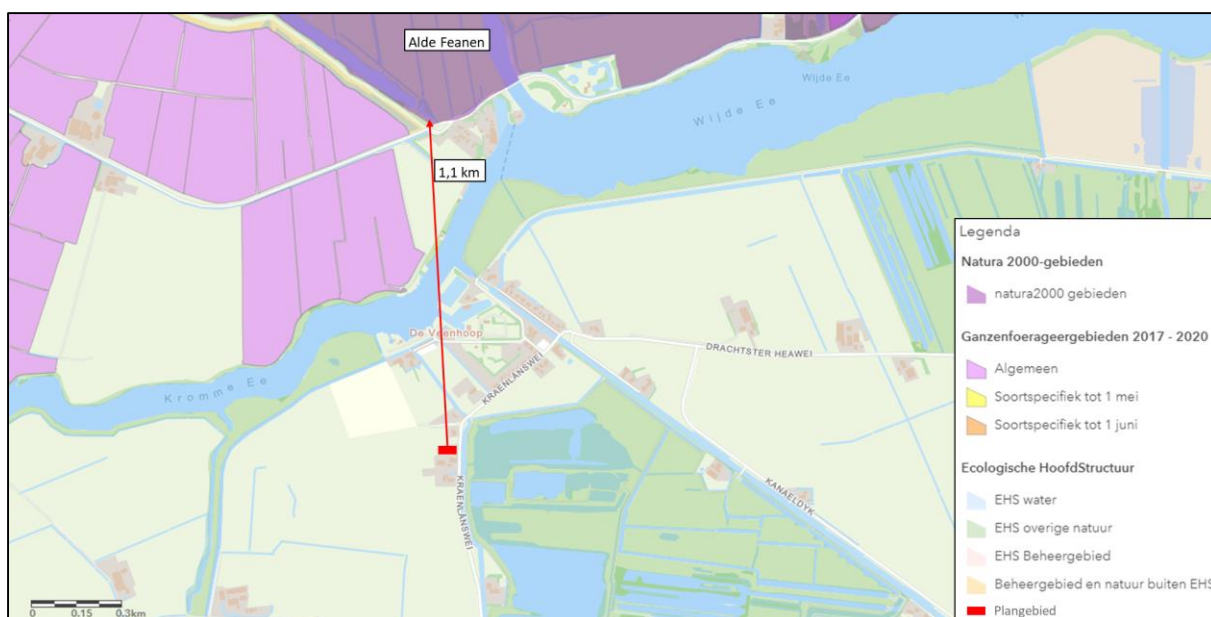 Alde Feanen
Wijde Ee
Wijde Ee
1,1 km
De Veenhoop
DRACHTSTER HEAWEI
KRAENLÂNSWEI
Kromme Ee
KRAENLÂNSWEI
KANAELDYK
0 0.15 0.3km
Legenda
Natura 2000-gebieden
natura2000 gebieden
Ganzenfoerageergebieden 2017 - 2020
Algemeen
Soortspecifiek tot 1 mei
Soortspecifiek tot 1 juni
Ecologische HoofdStructuur
EHS water
EHS overige natuur
EHS Beheergebied
Beheergebied en natuur buiten EHS
Plangebied